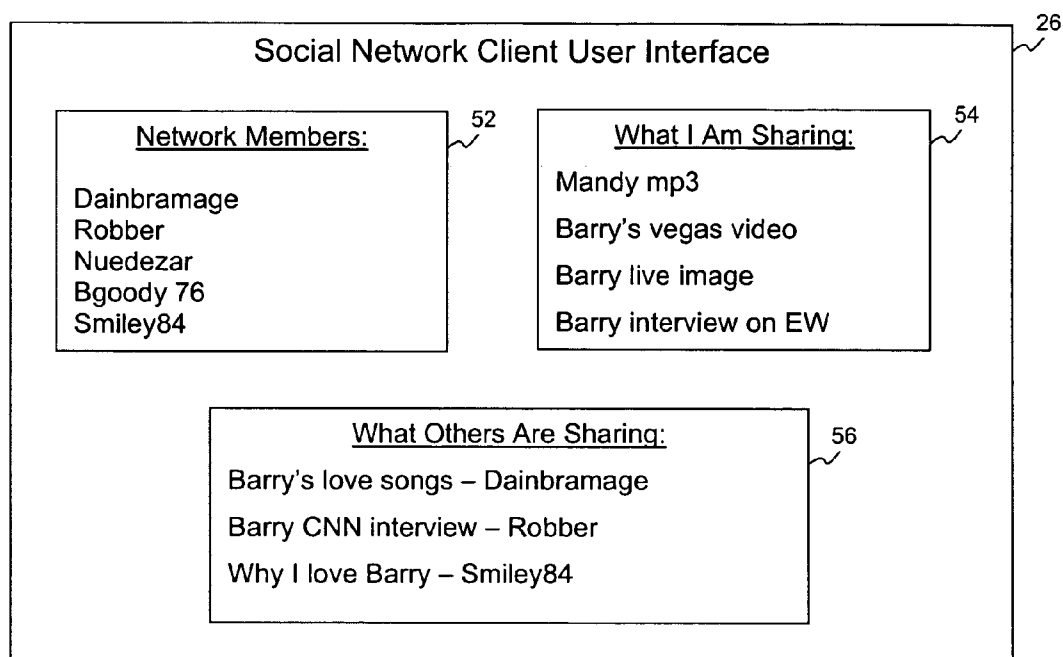 26
Social Network Client User Interface
Network Members:
52
Dainbramage
Robber
Nuedezar
Bgoody 76
Smiley84
What I Am Sharing:
54
Mandy mp3
Barry's vegas video
Barry live image
Barry interview on EW
What Others Are Sharing:
56
Barry's love songs – Dainbramage
Barry CNN interview – Robber
Why I love Barry – Smiley84